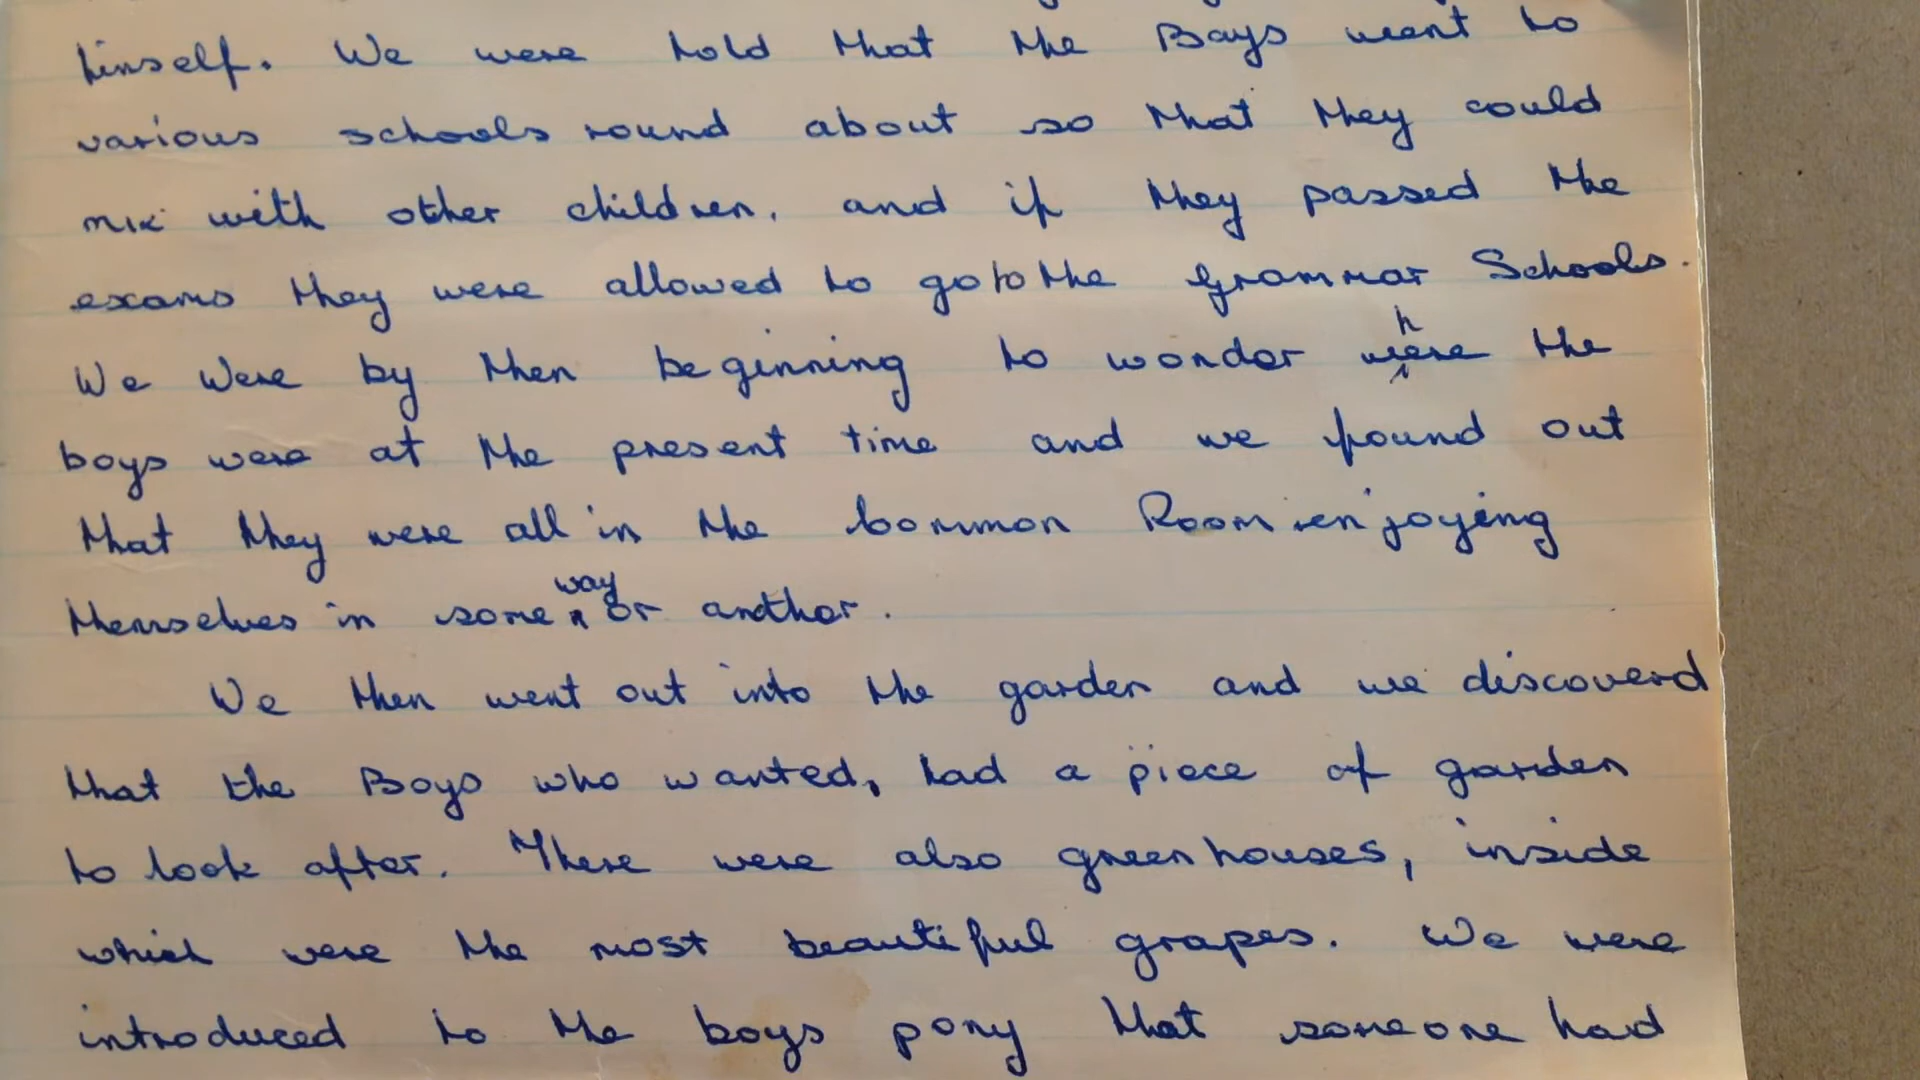 himself. We were told that the Boys went to
various schools round about so that they could
mix with other children. and if they passed the
exams they were allowed to go to the Grammar Schools.
We were by then beginning to wonder where the
boys were at the present time and we found out
that they were all in the Common Room enjoying
themselves in some way or another.
We then went out into the garden and we discoverd
that the Boys who wanted, had a piece of garden
to look after. There were also greenhouses, inside
which were the most beautiful grapes. We were
introduced to the boys pony that someone had